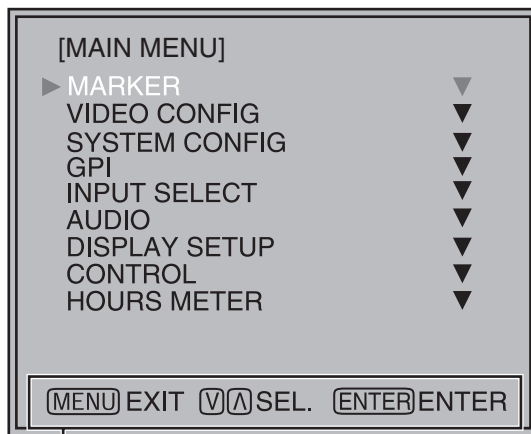 [MAIN MENU]
▶ MARKER ▼
VIDEO CONFIG ▼
SYSTEM CONFIG ▼
GPI ▼
INPUT SELECT ▼
AUDIO ▼
DISPLAY SETUP ▼
CONTROL ▼
HOURS METER ▼
MENU EXIT V Λ SEL. ENTER ENTER